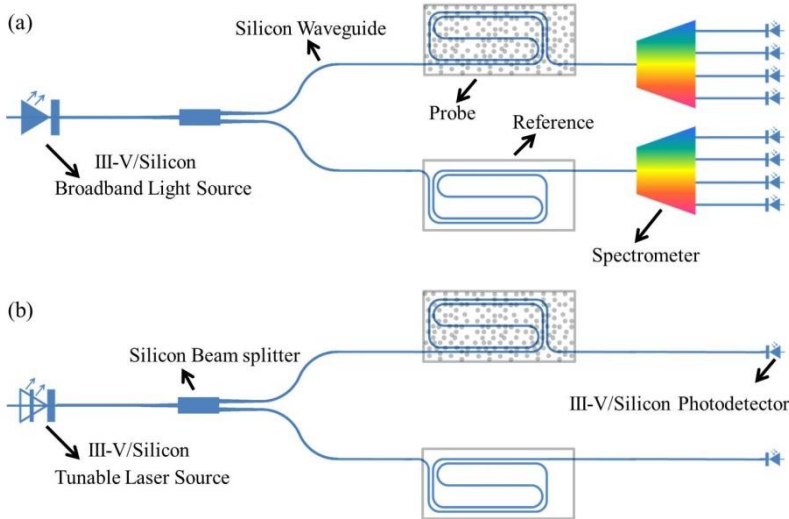 (a)
Silicon Waveguide
Probe
Reference
III-V/Silicon
Broadband Light Source
Spectrometer
(b)
Silicon Beam splitter
III-V/Silicon Photodetector
III-V/Silicon
Tunable Laser Source